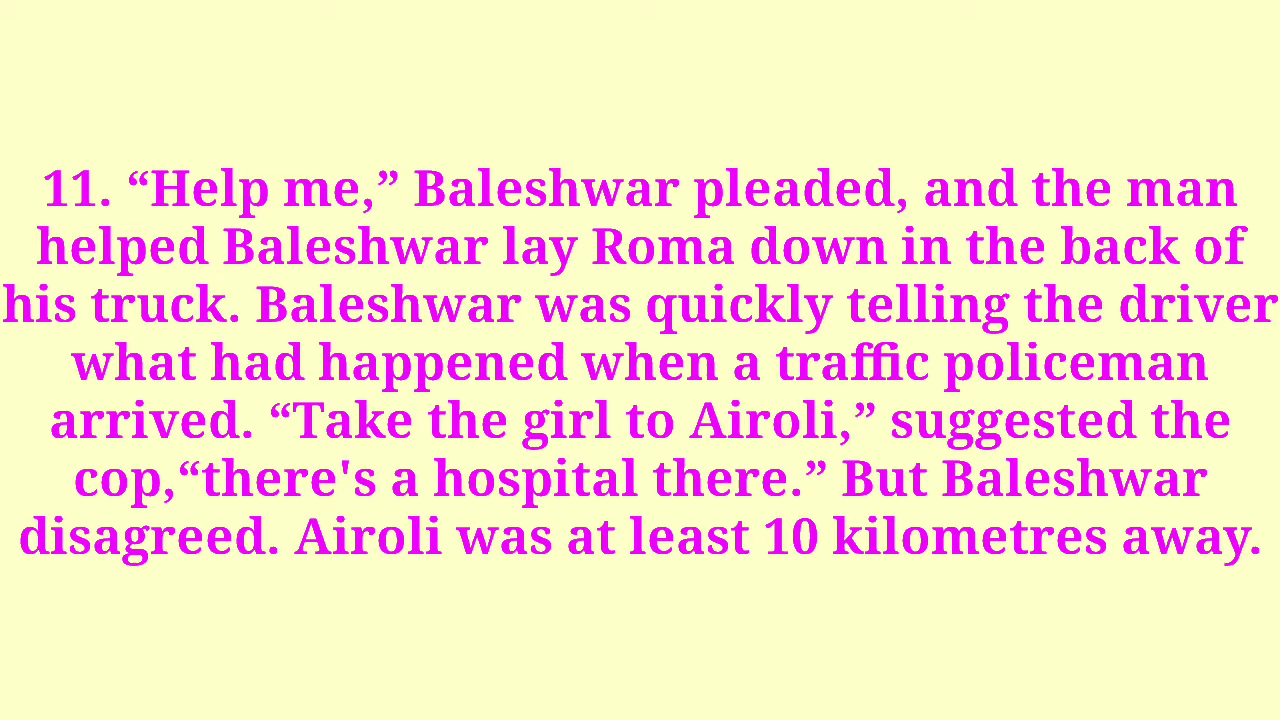 11. “Help me,” Baleshwar pleaded, and the man
helped Baleshwar lay Roma down in the back of
his truck. Baleshwar was quickly telling the driver
what had happened when a traffic policeman
arrived. “Take the girl to Airoli,” suggested the
cop,“there's a hospital there.” But Baleshwar
disagreed. Airoli was at least 10 kilometres away.